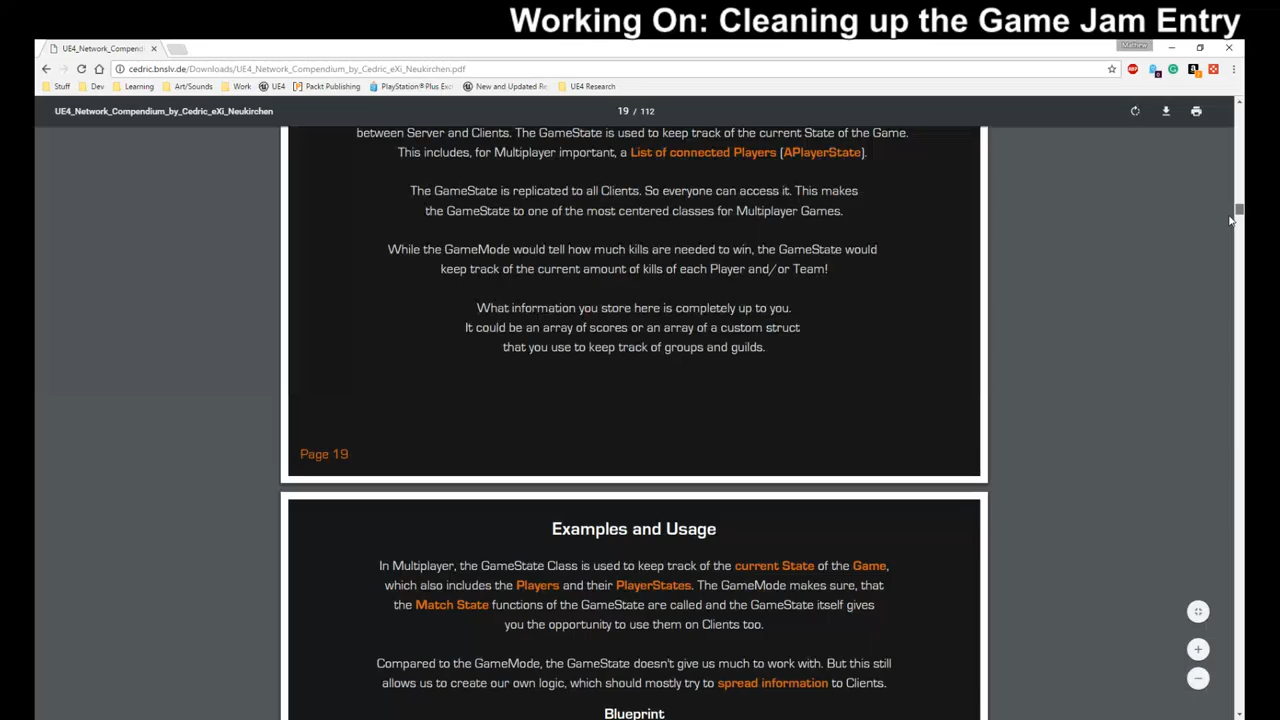 Working On: Cleaning up the Game Jam Entry
UE4_Network_Compend
Mathew
cedric.bnslv.de/Downloads/UE4_Network_Compendium_by_Cedric_eXi_Neukirchen.pdf
Stuff Dev Learning Art/Sounds Work UE4 Packt Publishing PlayStation®Plus Exc New and Updated Re UE4 Research
UE4_Network_Compendium_by_Cedric_eXi_Neukirchen
19 / 112
between Server and Clients. The GameState is used to keep track of the current State of the Game.
This includes, for Multiplayer important, a List of connected Players (APlayerState).
The GameState is replicated to all Clients. So everyone can access it. This makes
the GameState to one of the most centered classes for Multiplayer Games.
While the GameMode would tell how much kills are needed to win, the GameState would
keep track of the current amount of kills of each Player and/or Team!
What information you store here is completely up to you.
It could be an array of scores or an array of a custom struct
that you use to keep track of groups and guilds.
Page 19
Examples and Usage
In Multiplayer, the GameState Class is used to keep track of the current State of the Game,
which also includes the Players and their PlayerStates. The GameMode makes sure, that
the Match State functions of the GameState are called and the GameState itself gives
you the opportunity to use them on Clients too.
Compared to the GameMode, the GameState doesn't give us much to work with. But this still
allows us to create our own logic, which should mostly try to spread information to Clients.
Blueprint